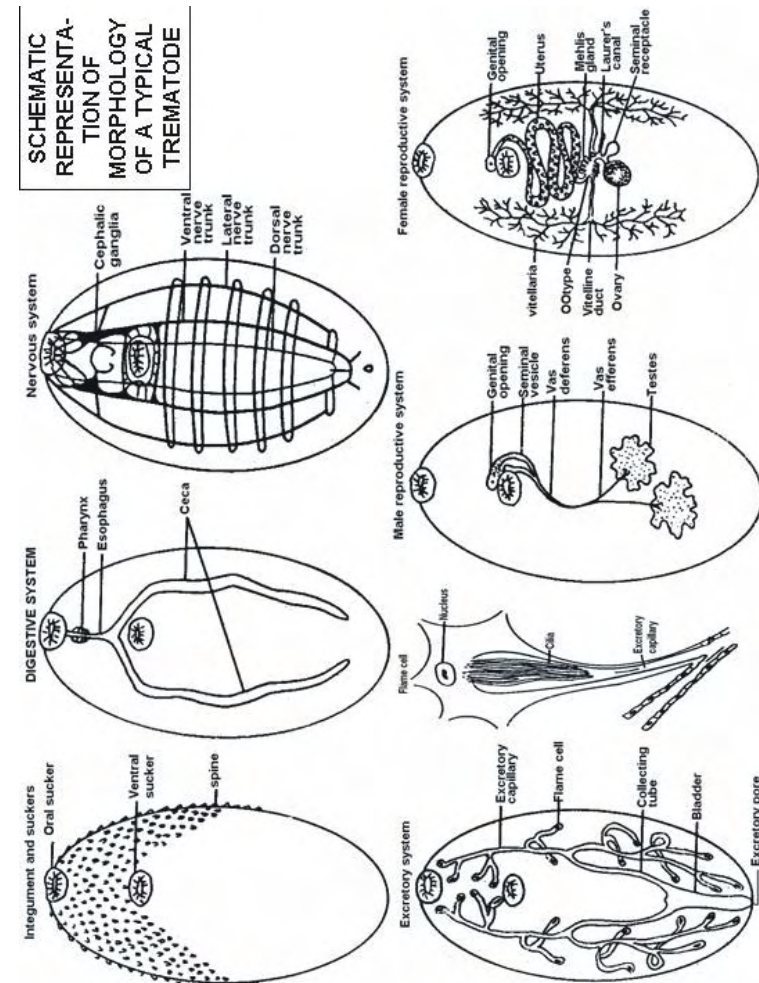 SCHEMATIC
REPRESENTA-
TION OF
MORPHOLOGY
OF A TYPICAL
TREMATODE
Integument and suckers
Oral sucker
Ventral
sucker
spine
DIGESTIVE SYSTEM
Pharynx
Esophagus
Ceca
Nervous system
Cephalic
ganglia
Ventral
nerve
trunk
Lateral
nerve
trunk
Dorsal
nerve
trunk
Excretory system
Excretory
capillary
Flame cell
Collecting
tube
Bladder
Excretory pore
Flame cell
Nucleus
Cilia
Excretory
capillary
Male reproductive system
Genital
opening
Seminal
vesicle
Vas
deferens
Vas
efferens
Testes
Female reproductive system
Genital
opening
Uterus
Mehlis
gland
Laurer's
canal
Seminal
receptacle
vitellaria
OOtype
Vitelline
duct
Ovary